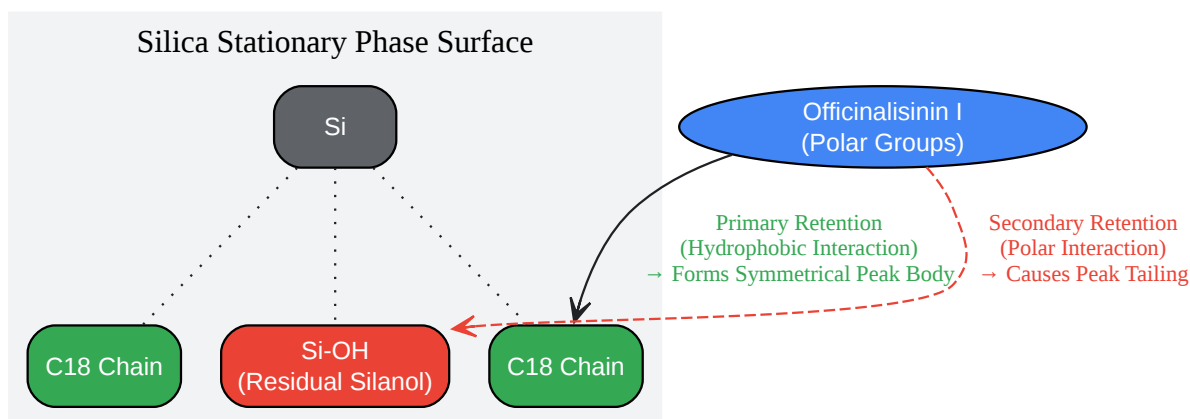 Silica Stationary Phase Surface
Si
Officinalisinin I
(Polar Groups)
Primary Retention
(Hydrophobic Interaction)
→ Forms Symmetrical Peak Body
Secondary Retention
(Polar Interaction)
→ Causes Peak Tailing
C18 Chain
Si-OH
(Residual Silanol)
C18 Chain